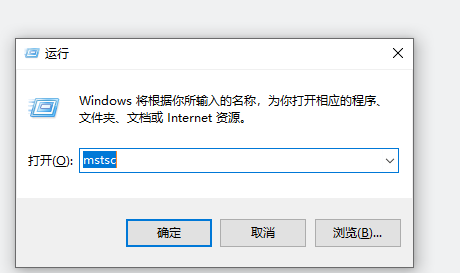 运行
Windows 将根据你所输入的名称，为你打开相应的程序、
文件夹、文档或 Internet 资源。
打开(O): mstsc
确定 取消 浏览(B)...